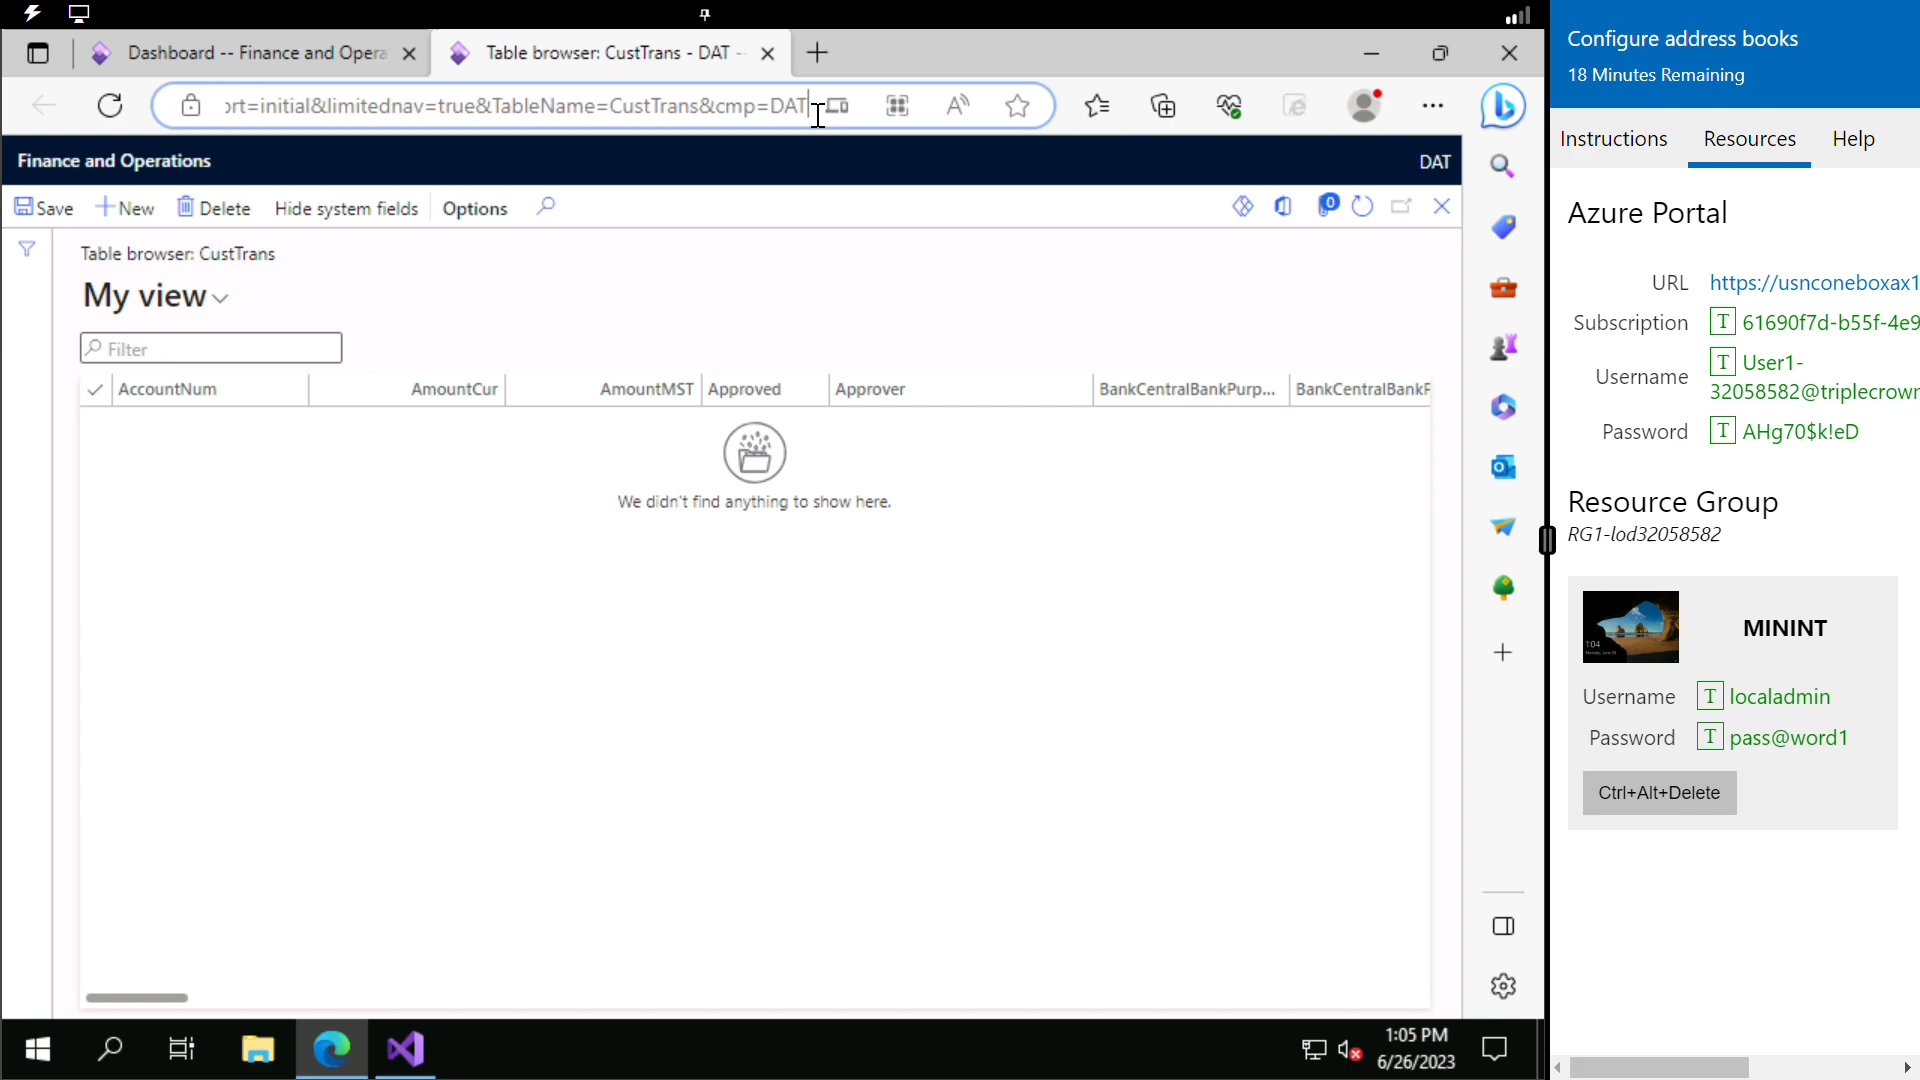 Dashboard -- Finance and Opera
Table browser: CustTrans - DAT --
ort=initial&limitednav=true&TableName=CustTrans&cmp=DAT
Finance and Operations
DAT
Save
New
Delete
Hide system fields
Options
0
Table browser: CustTrans
My view
Filter
AccountNum
AmountCur
AmountMST
Approved
Approver
BankCentralBankPurp...
BankCentralBankP
We didn't find anything to show here.
1:05 PM
6/26/2023
Configure address books
18 Minutes Remaining
Instructions
Resources
Help
Azure Portal
URL
https://usnconeboxax1
Subscription
T 61690f7d-b55f-4e9
Username
T User1-
32058582@triplecrown
Password
T AHg70$k!eD
Resource Group
RG1-lod32058582
MININT
Username
T localadmin
Password
T pass@word1
Ctrl+Alt+Delete